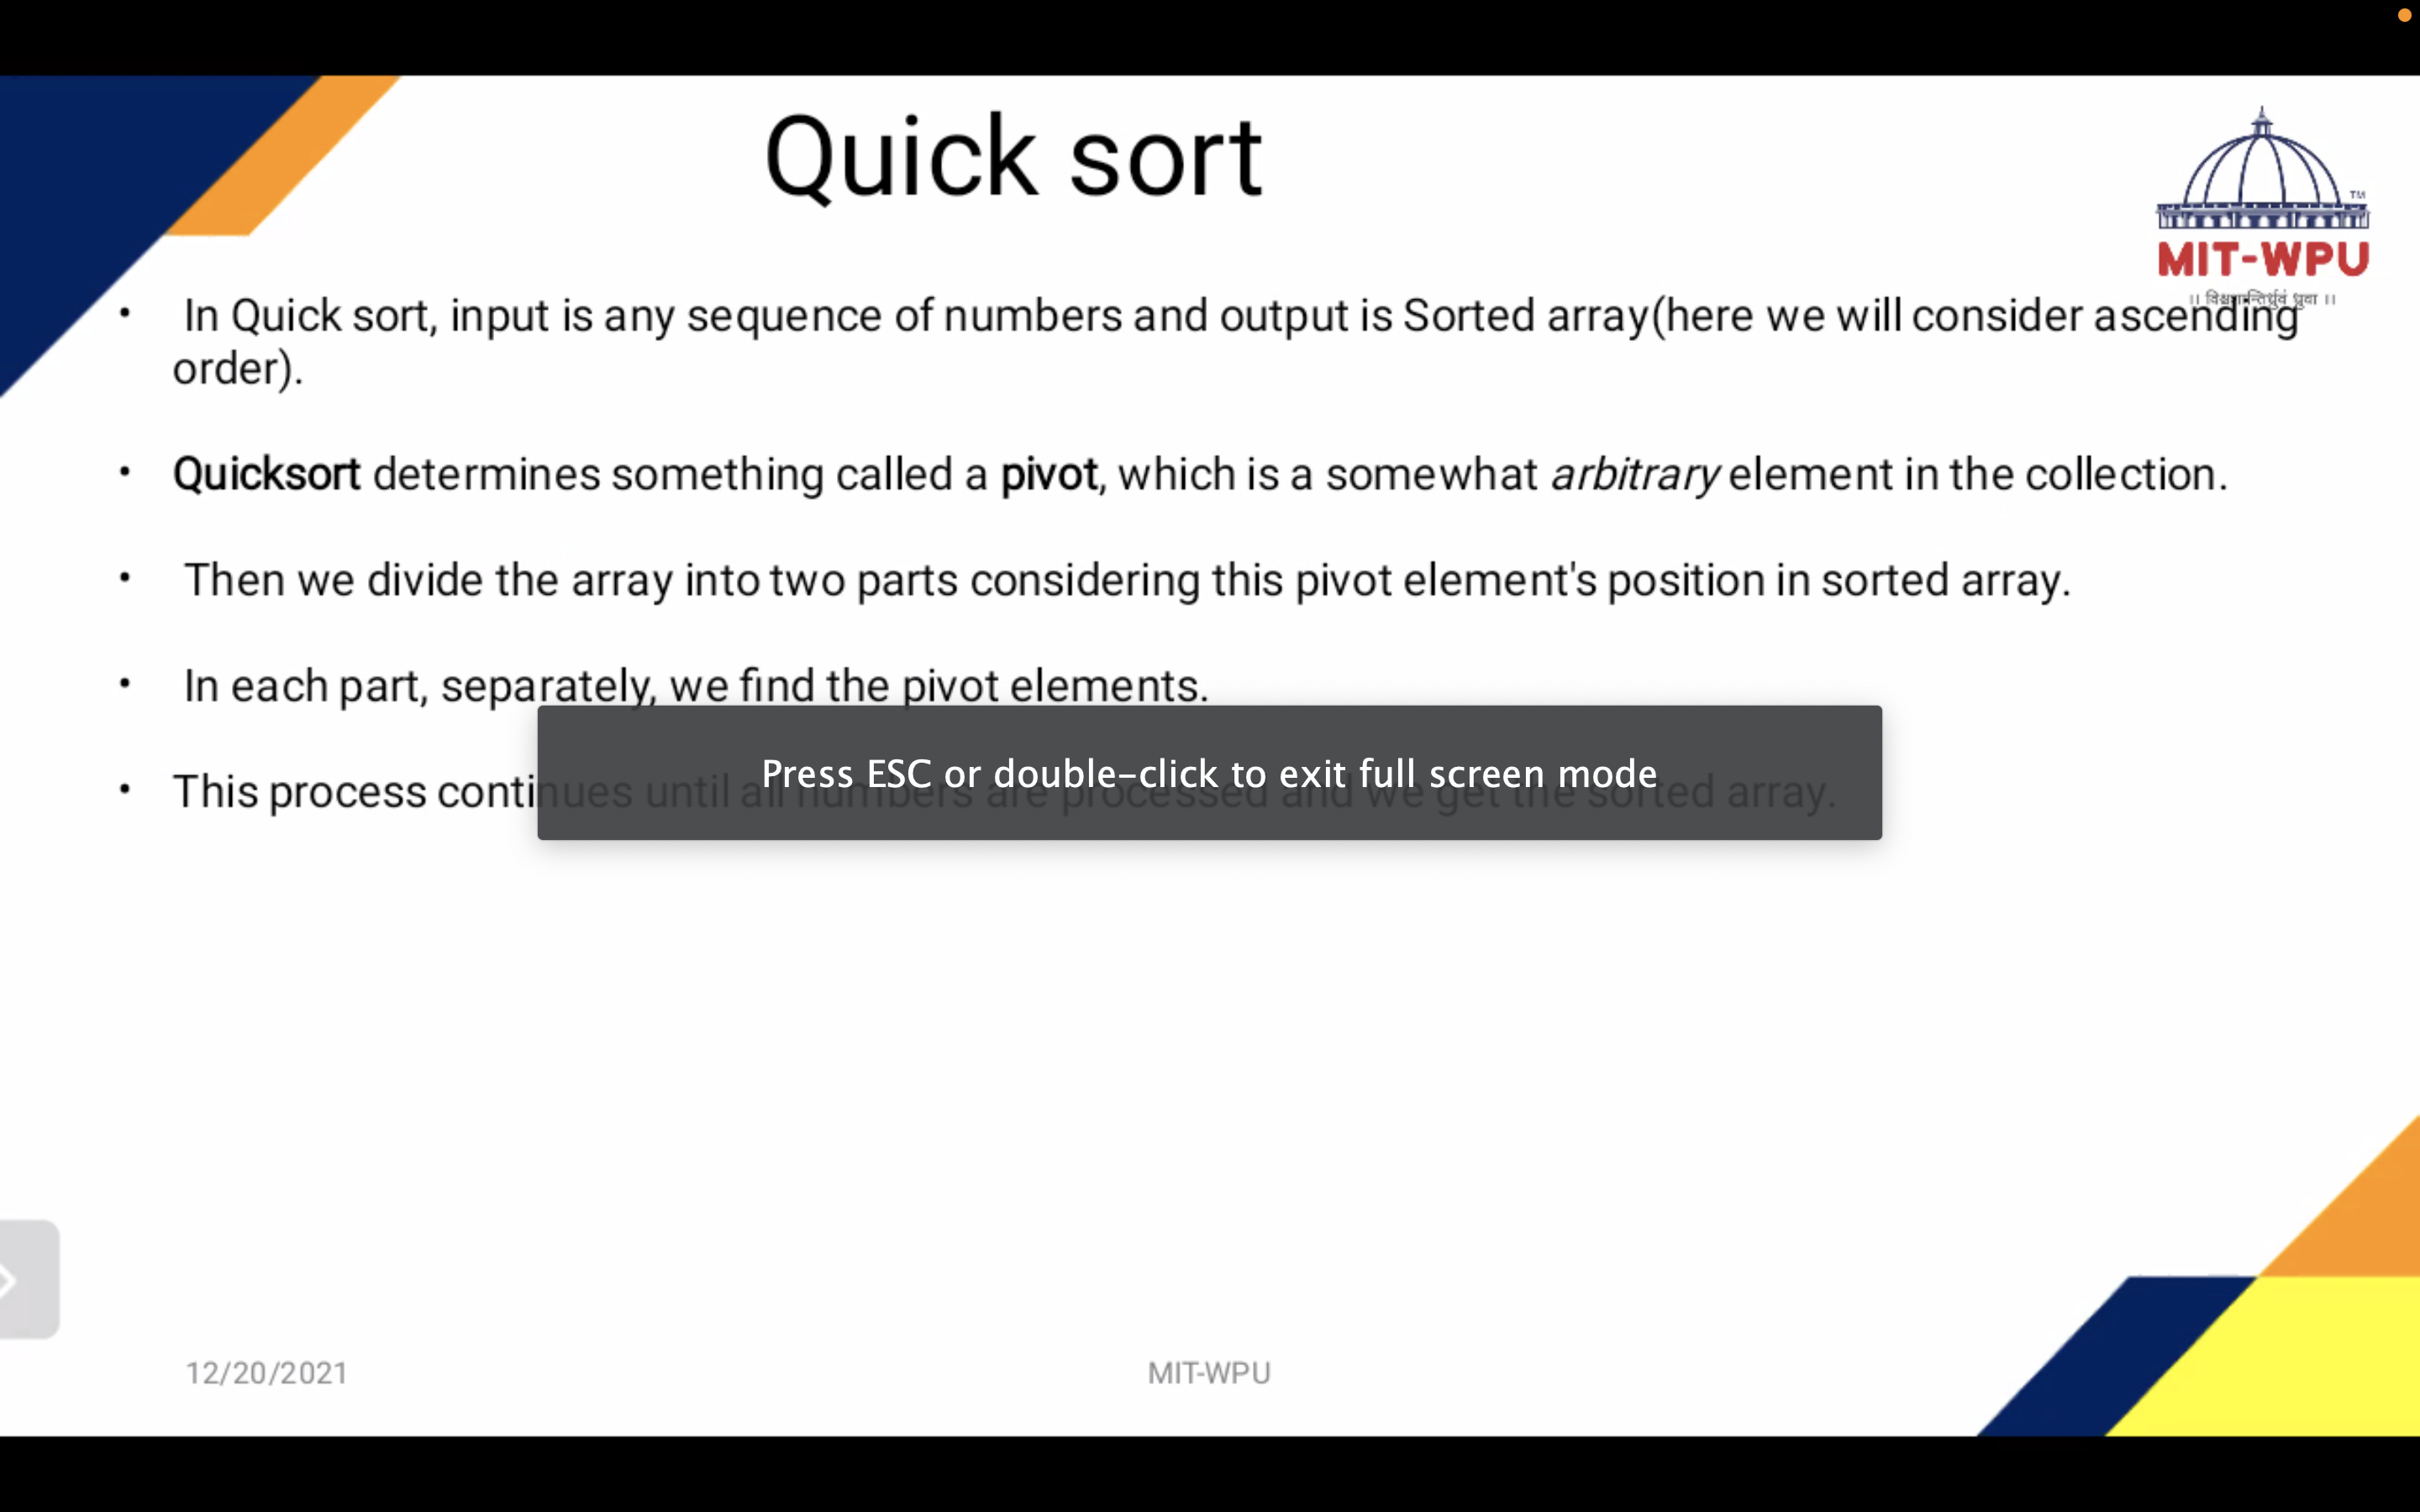 Quick sort
TM
MIT-WPU
In Quick sort, input is any sequence of numbers and output is Sorted array(here we will consider ascending
order).
• Quicksort determines something called a pivot, which is a somewhat arbitrary element in the collection.
• Then we divide the array into two parts considering this pivot element's position in sorted array.
• In each part, separately, we find the pivot elements.
Press ESC or double-click to exit full screen mode
• This process continues until all numbers are processed and we get the sorted array.
12/20/2021
MIT-WPU